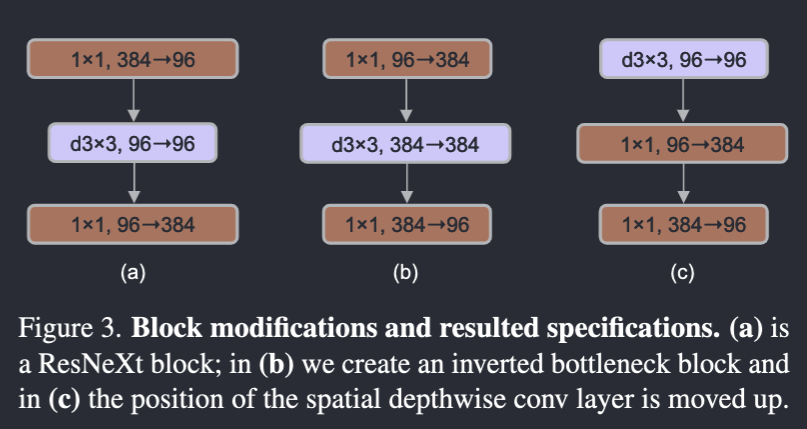 1×1, 384→96
d3×3, 96→96
1×1, 96→384
(a)
1×1, 96→384
d3×3, 384→384
1×1, 384→96
(b)
d3×3, 96→96
1×1, 96→384
1×1, 384→96
(c)
Figure 3. Block modifications and resulted specifications. (a) is
a ResNeXt block; in (b) we create an inverted bottleneck block and
in (c) the position of the spatial depthwise conv layer is moved up.